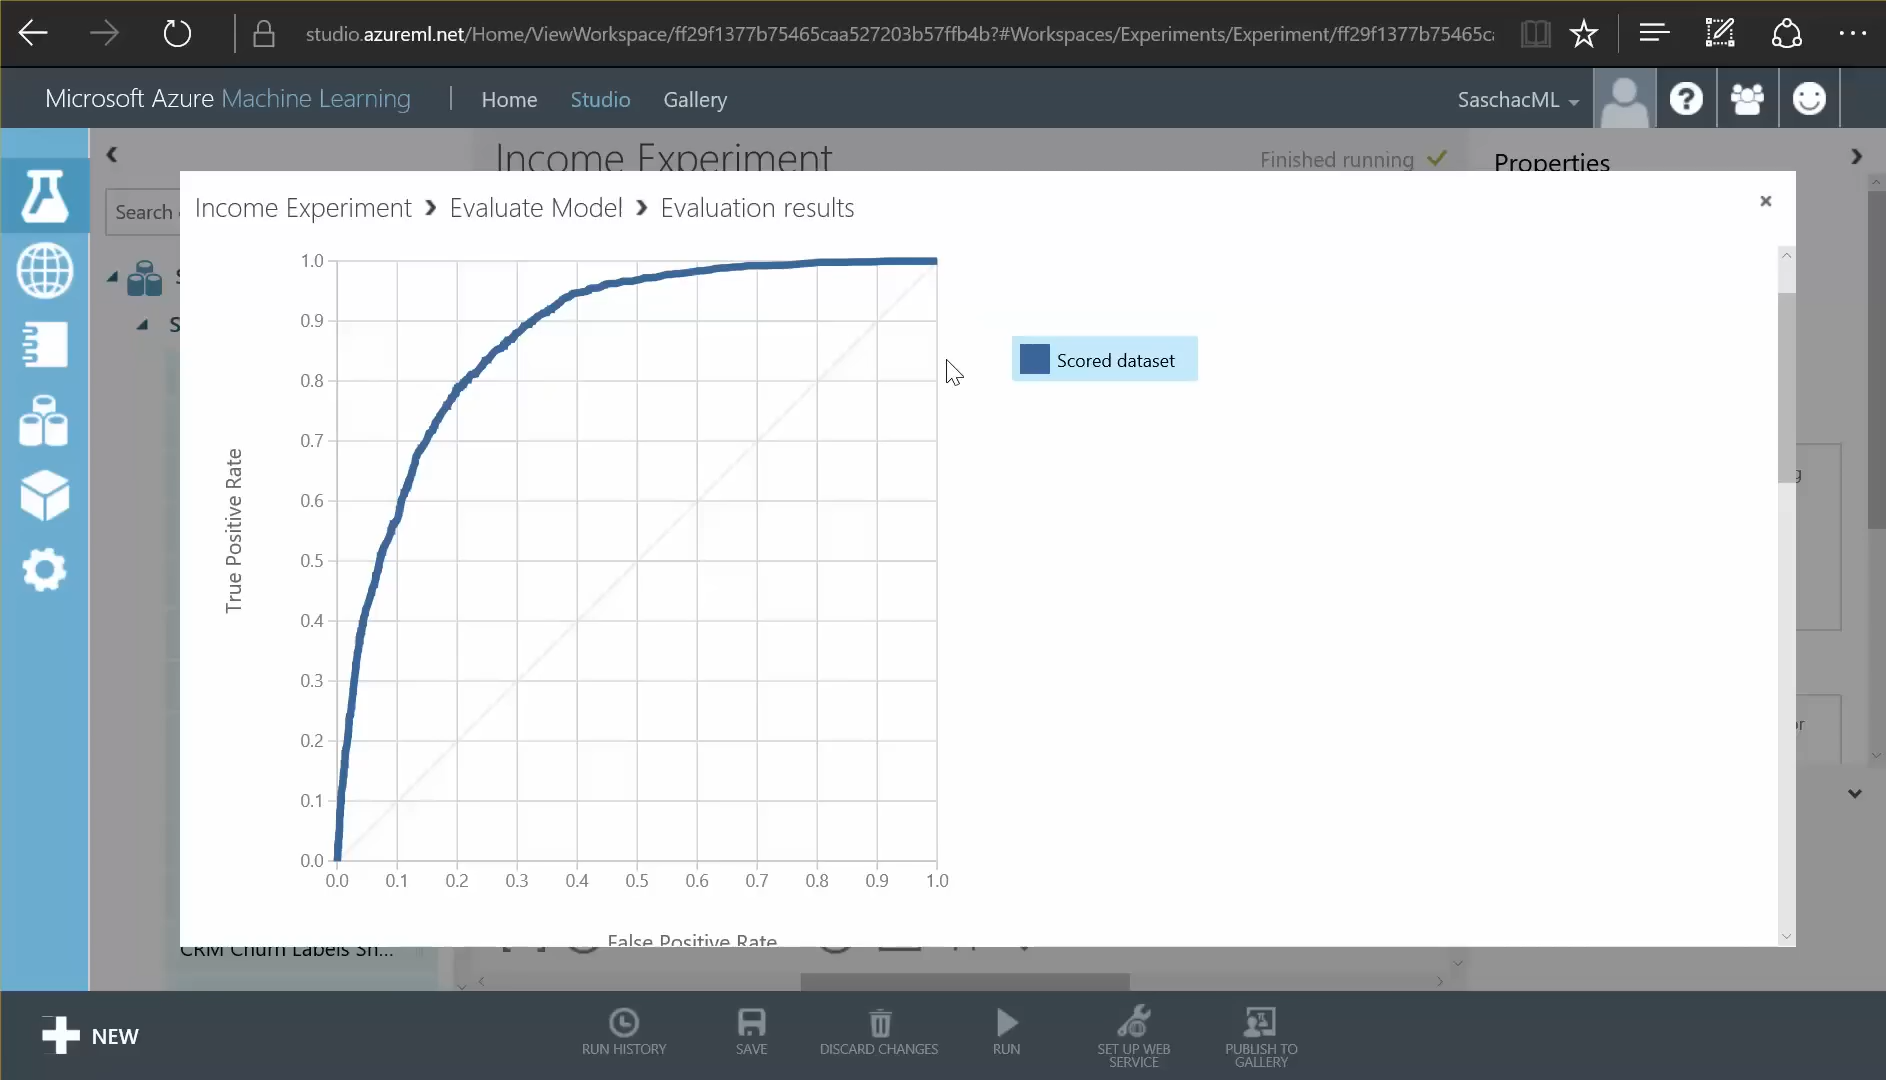 studio.azureml.net/Home/ViewWorkspace/ff29f1377b75465caa527203b57ffb4b?#Workspaces/Experiments/Experiment/ff29f1377b75465c
Microsoft Azure Machine Learning | Home Studio Gallery SaschacML
Income Experiment Finished running Properties
Search
Income Experiment > Evaluate Model > Evaluation results
1.0
0.9
Scored dataset
0.8
0.7
0.6
True Positive Rate
0.5
0.4
0.3
0.2
0.1
0.0
0.0 0.1 0.2 0.3 0.4 0.5 0.6 0.7 0.8 0.9 1.0
False Positive Rate
CRM Churn Labels Sh...
NEW
RUN HISTORY
SAVE
DISCARD CHANGES
RUN
SET UP WEB
SERVICE
PUBLISH TO
GALLERY